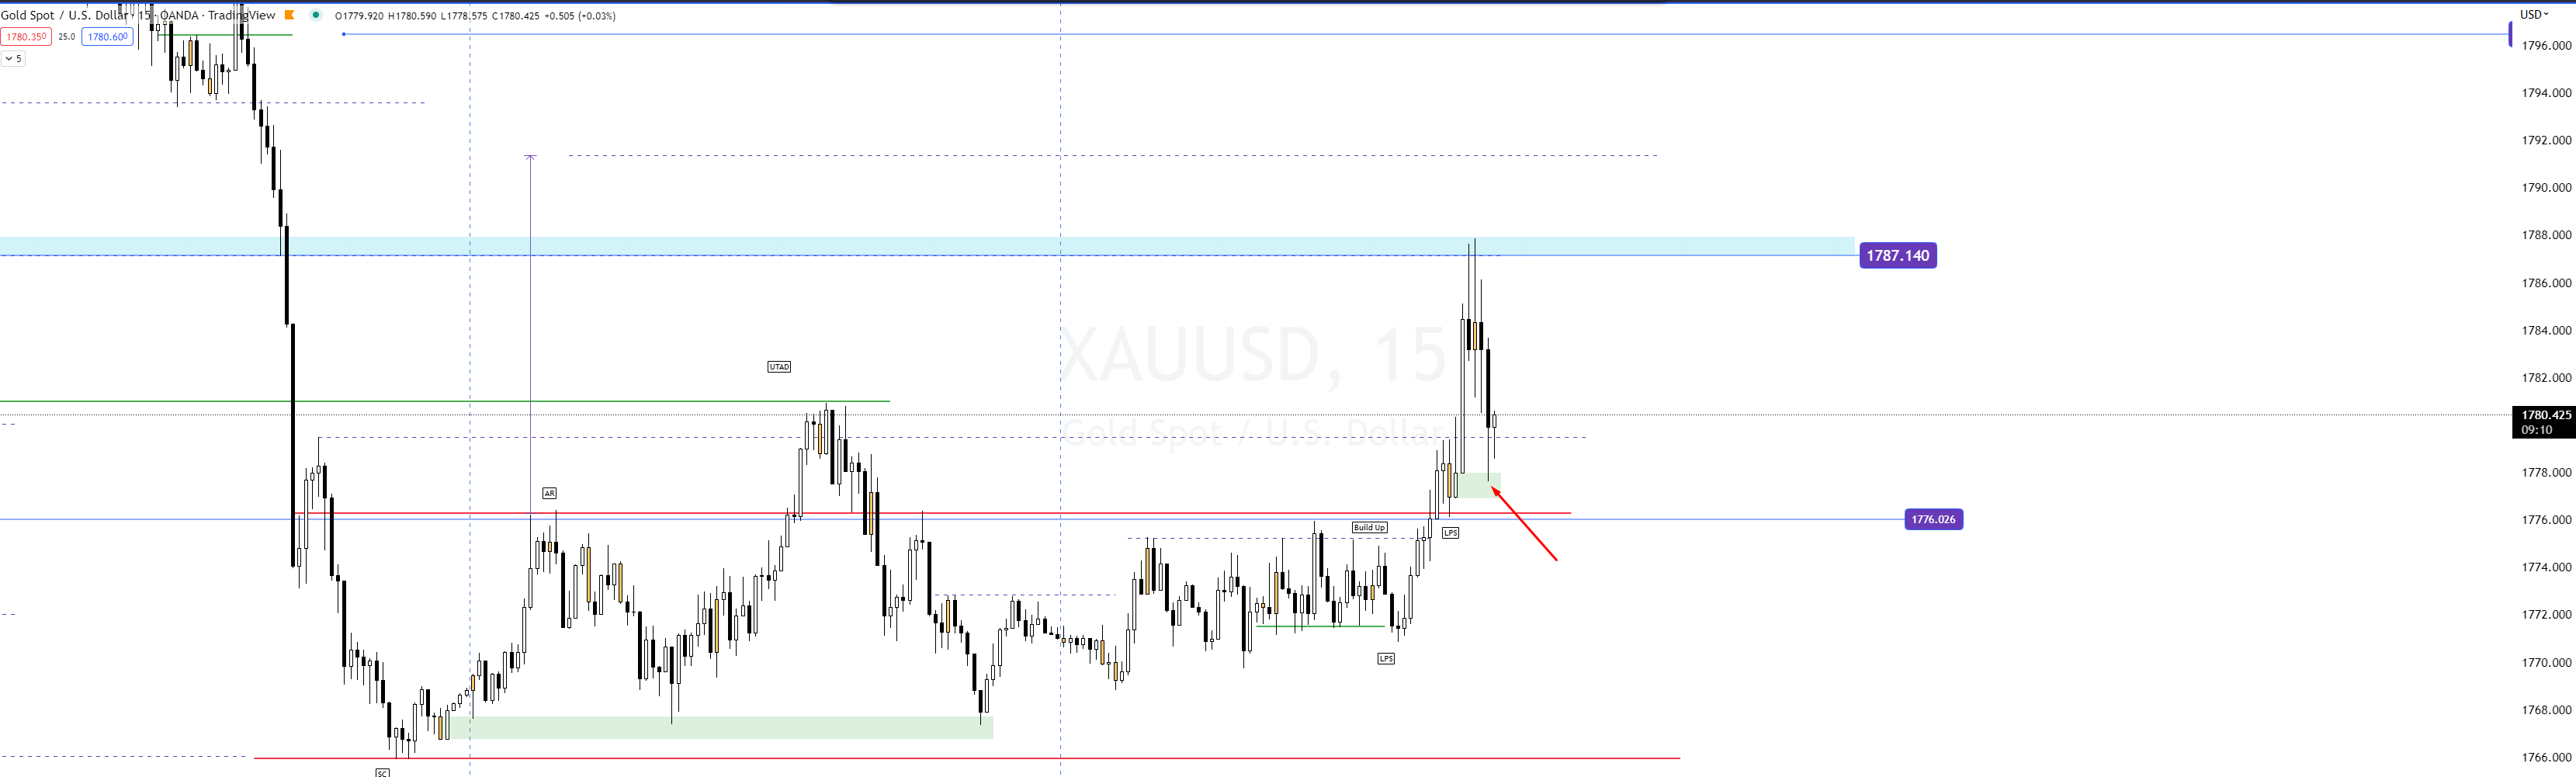 Gold Spot / U.S. Dollar · 15 · OANDA · TradingView O1779.920 H1780.590 L1778.575 C1780.425 +0.505 (+0.03%)
USD
1780.350 25.0 1780.600
5
1796.000
1794.000
1792.000
1790.000
1788.000
1787.140
1786.000
1784.000
XAUUSD, 15
1782.000
UTAD
1780.425
09:10
Gold Spot / U.S. Dollar
1778.000
AR
1776.026
1776.000
Build Up
LPS
1774.000
1772.000
LPS
1770.000
1768.000
1766.000
SC